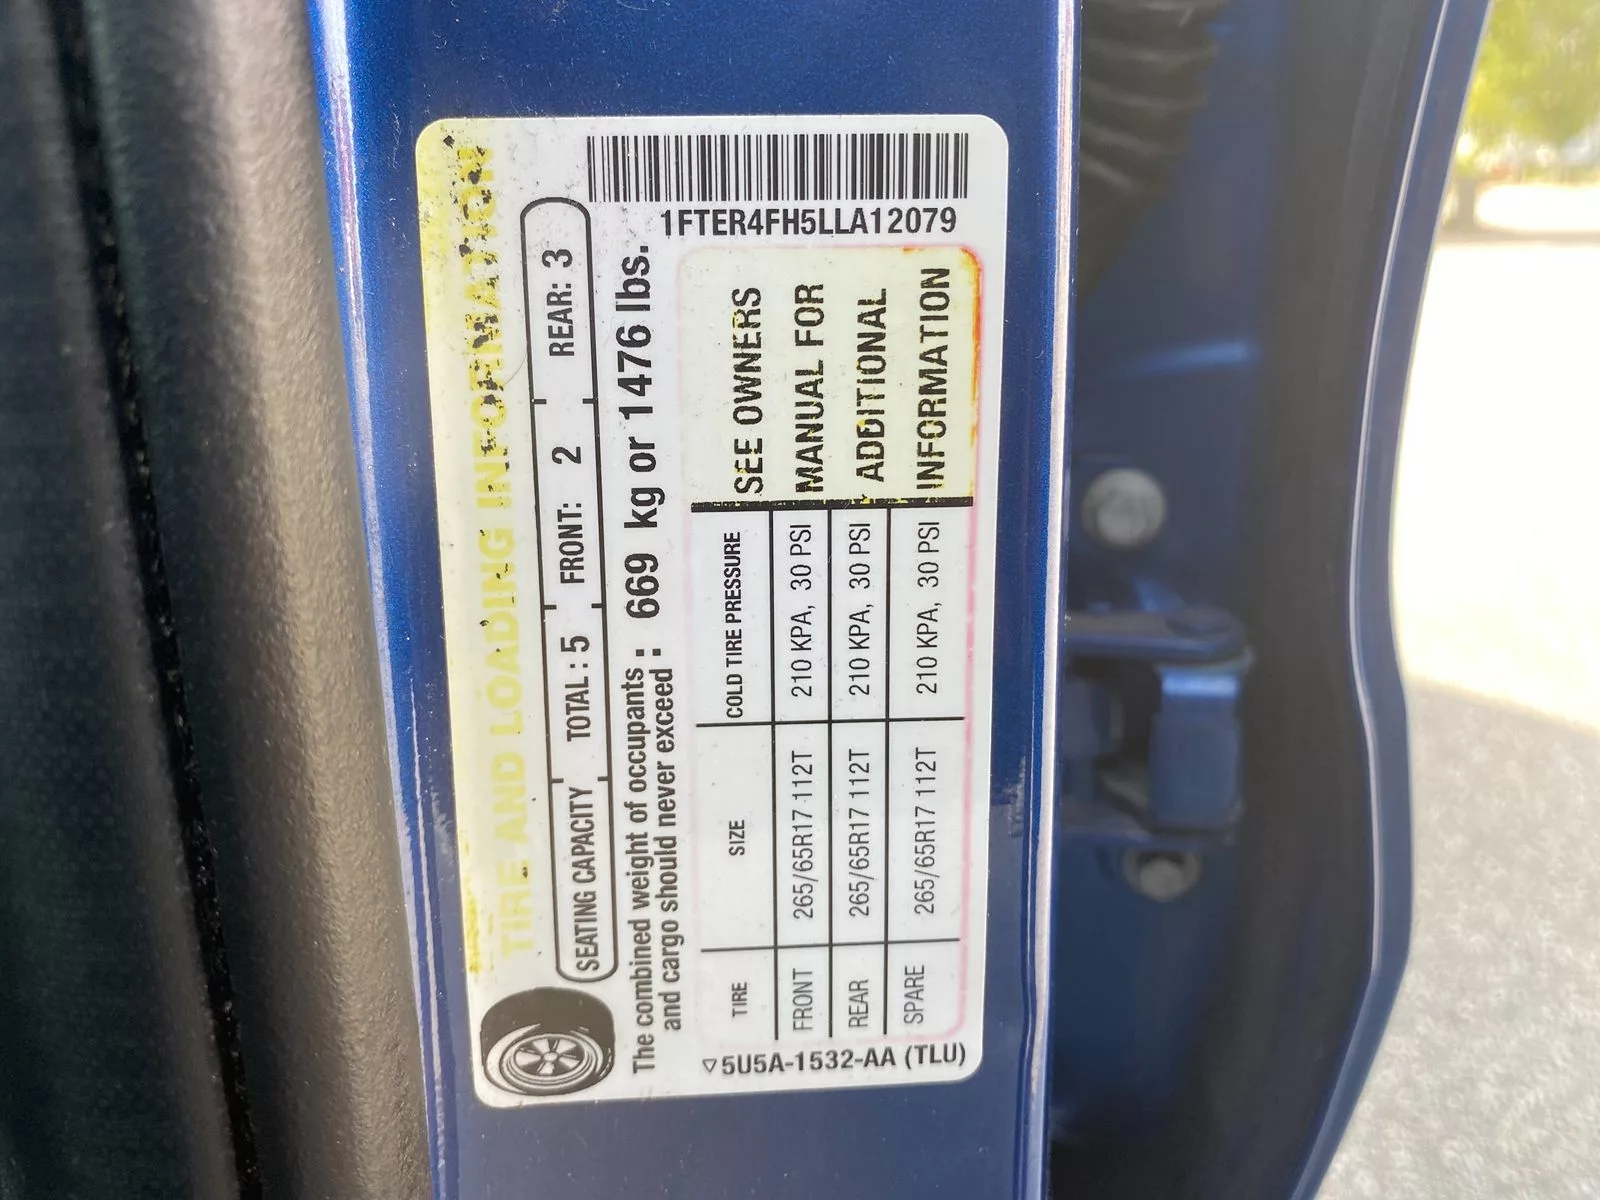 TIRE AND LOADING INFORMATION
SEATING CAPACITY TOTAL : 5 FRONT: 2 REAR: 3
The combined weight of occupants
and cargo should never exceed : 669 kg or 1476 lbs.
TIRE SIZE COLD TIRE PRESSURE SEE OWNERS
FRONT 265/65R17 112T 210 KPA, 30 PSI MANUAL FOR
REAR 265/65R17 112T 210 KPA, 30 PSI ADDITIONAL
SPARE 265/65R17 112T 210 KPA, 30 PSI INFORMATION
5U5A-1532-AA (TLU)
1FTER4FH5LLA12079